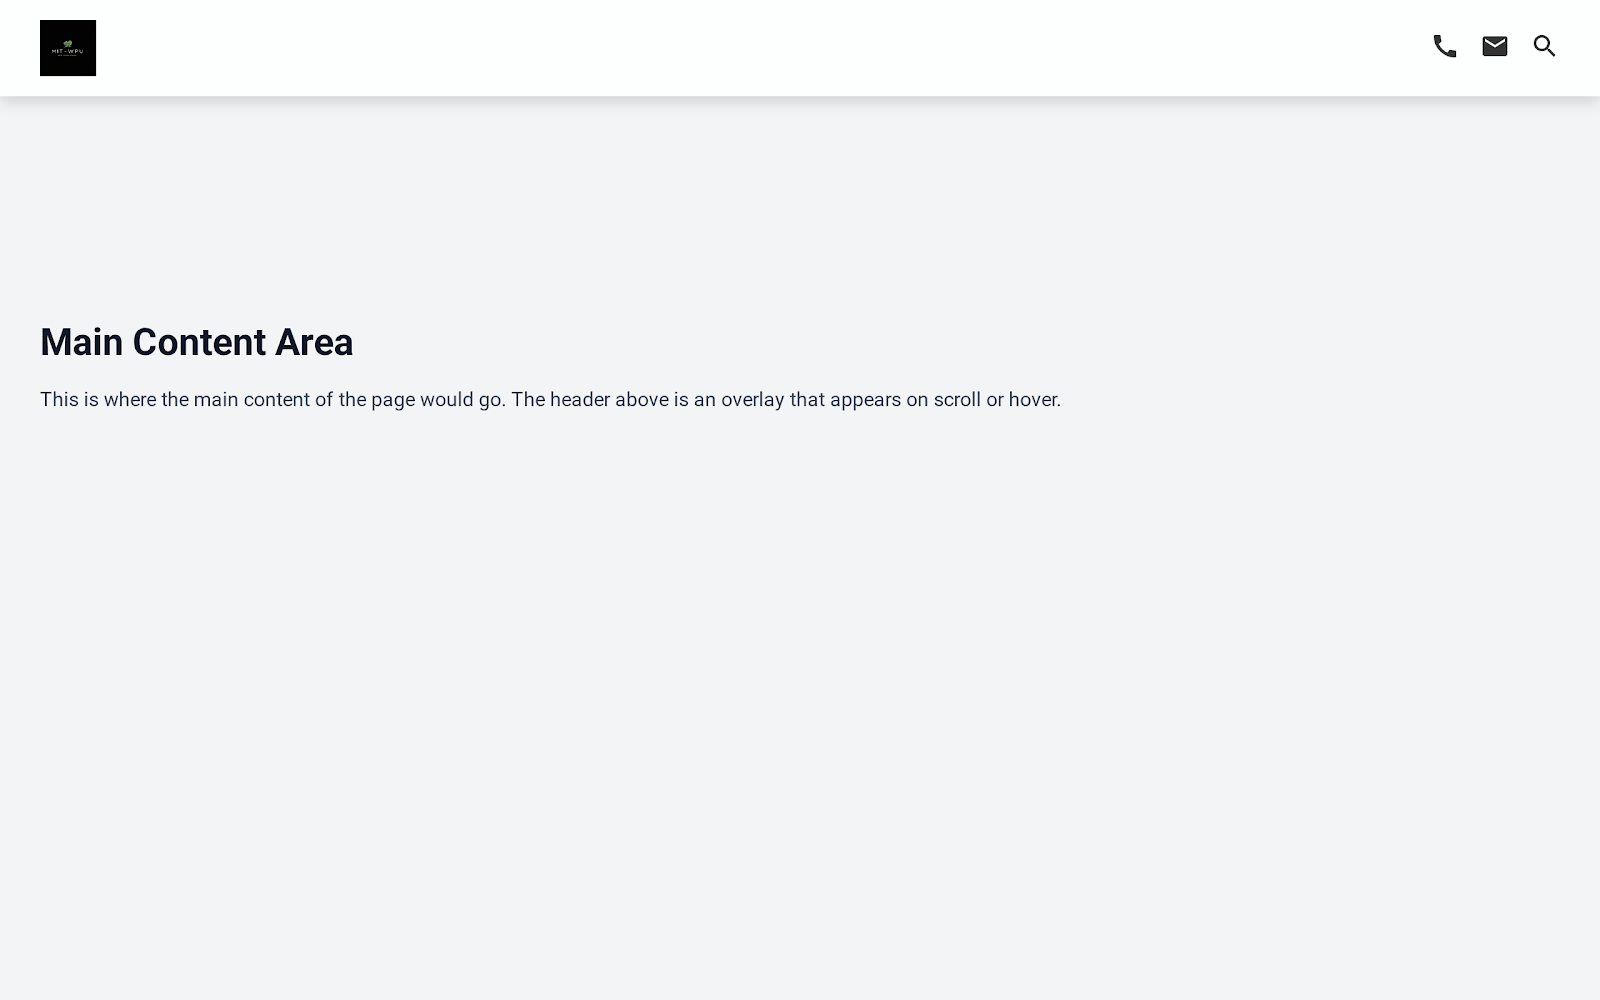 MIT-WPU
Main Content Area
This is where the main content of the page would go. The header above is an overlay that appears on scroll or hover.